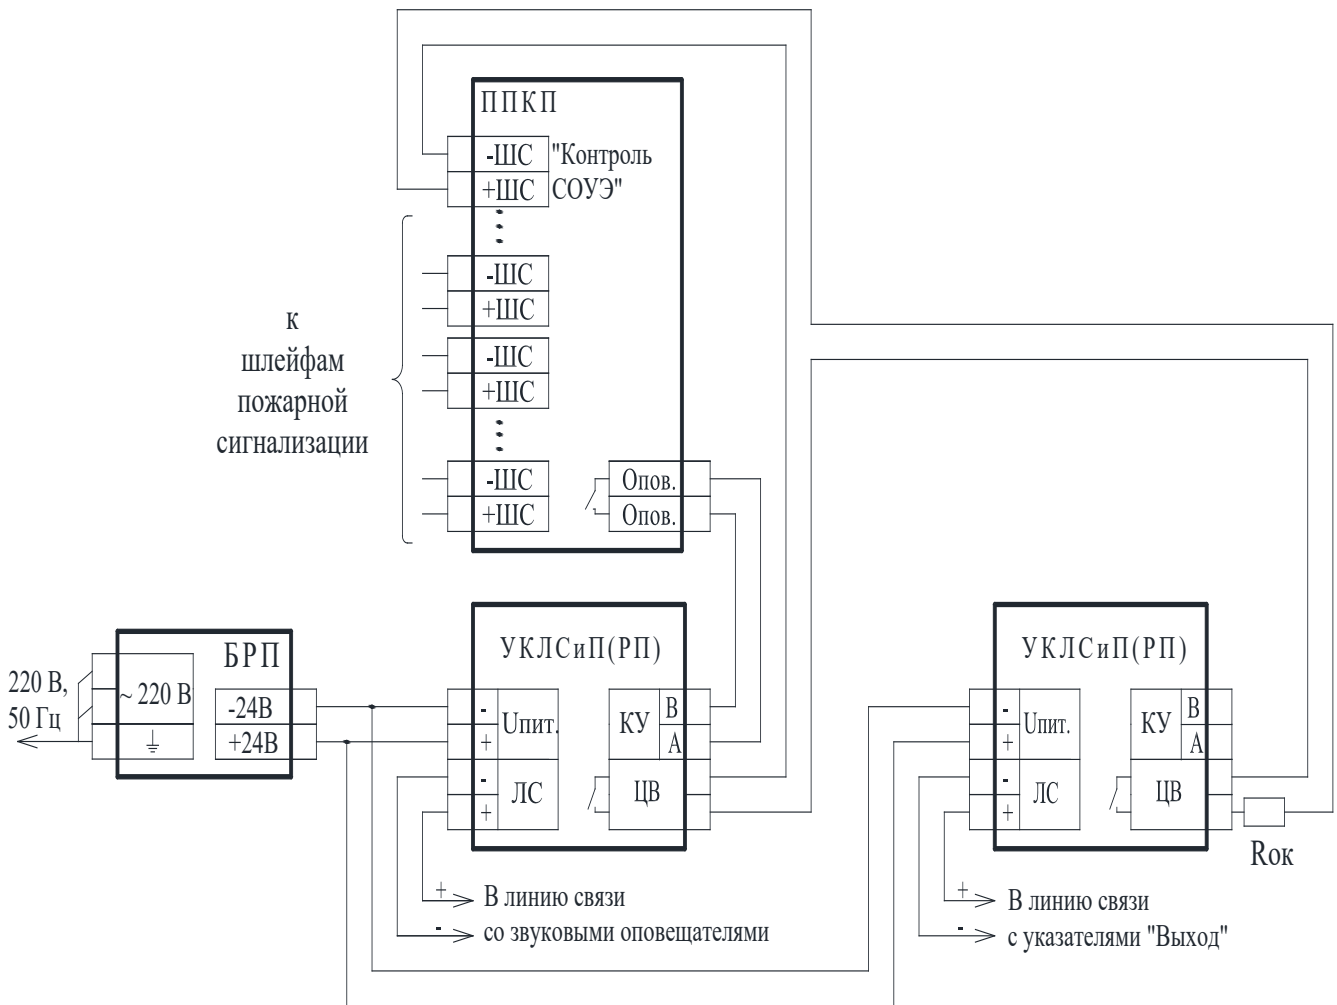 ППКП
-ШС
"Контроль
+ШС
СОУЭ"
-ШС
+ШС
-ШС
+ШС
-ШС
+ШС
к
шлейфам
пожарной
сигнализации
Опов.
Опов.
БРП
220 В,
50 Гц
~ 220 В
-24В
+24В
УКЛСиП(РП)
-
+
Uпит.
-
+
ЛС
КУ
В
А
ЦВ
+
В линию связи
-
со звуковыми оповещателями
УКЛСиП(РП)
-
+
Uпит.
-
+
ЛС
КУ
В
А
ЦВ
Rок
+
В линию связи
-
с указателями "Выход"